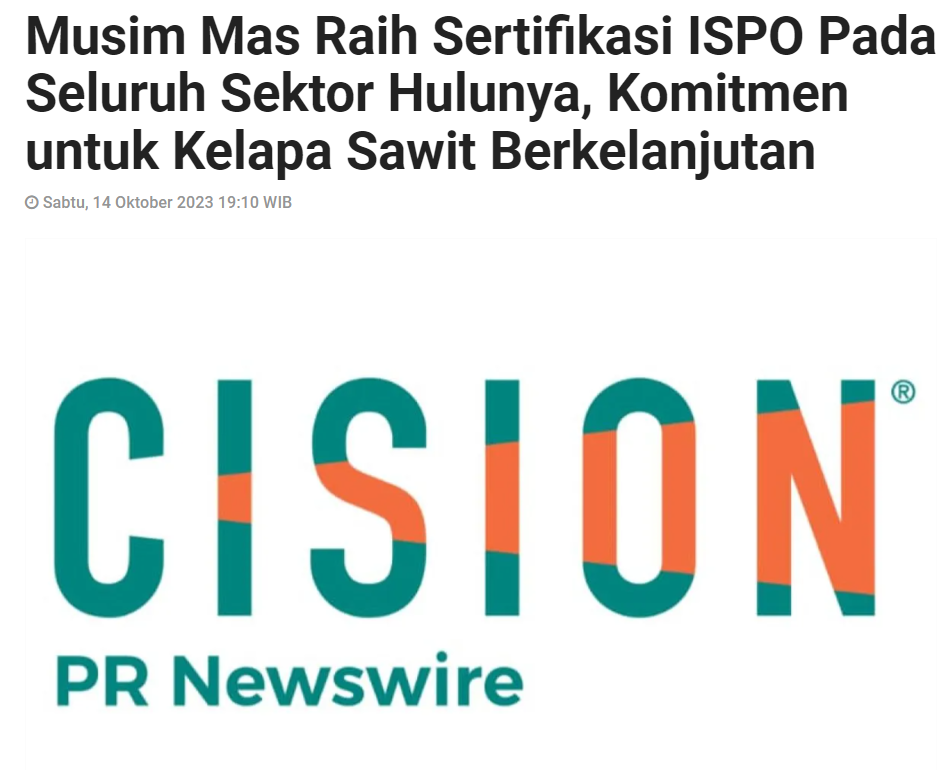 Musim Mas Raih Sertifikasi ISPO Pada
Seluruh Sektor Hulunya, Komitmen
untuk Kelapa Sawit Berkelanjutan
Sabtu, 14 Oktober 2023 19:10 WIB
CISION®
PR Newswire